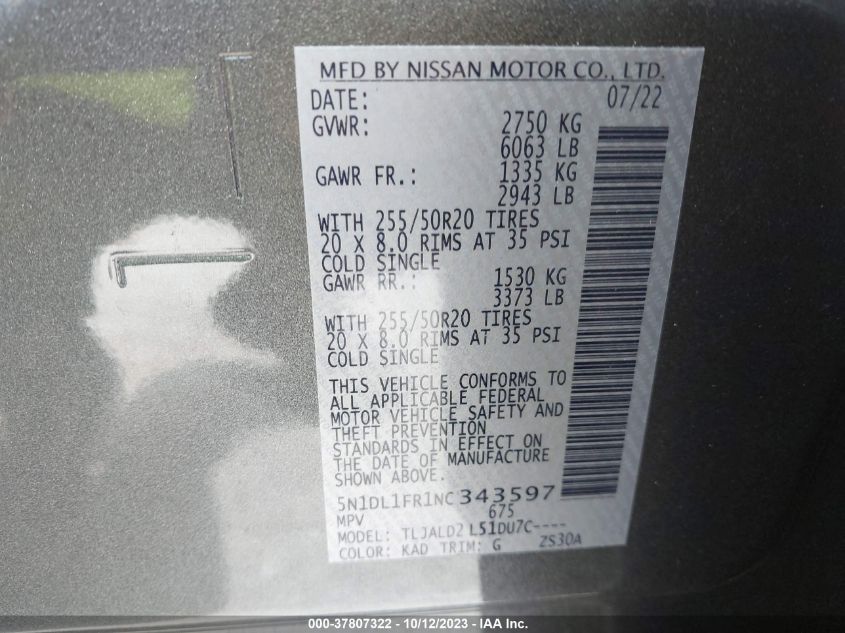 MFD BY NISSAN MOTOR CO., LTD.
DATE: 07/22
GVWR: 2750 KG
6063 LB
GAWR FR.: 1335 KG
2943 LB
WITH 255/50R20 TIRES
20 X 8.0 RIMS AT 35 PSI
COLD SINGLE
GAWR RR.: 1530 KG
3373 LB
WITH 255/50R20 TIRES
20 X 8.0 RIMS AT 35 PSI
COLD SINGLE
THIS VEHICLE CONFORMS TO
ALL APPLICABLE FEDERAL
MOTOR VEHICLE SAFETY AND
THEFT PREVENTION
STANDARDS IN EFFECT ON
THE DATE OF MANUFACTURE
SHOWN ABOVE.
5N1DL1FR1NC343597
MPV 675
MODEL: TLJALD2 L51DU7C----
COLOR: KAD TRIM: G ZS30A
000-37807322 - 10/12/2023 - IAA Inc.